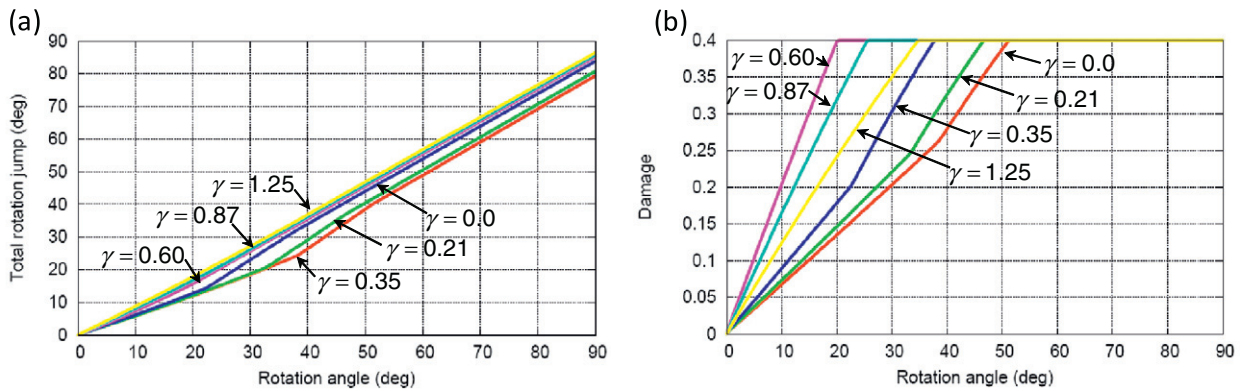 (a)
90
80
70
60
50
40
30
20
10
0
Total rotation jump (deg)
γ = 1.25
γ = 0.87
γ = 0.60
γ = 0.0
γ = 0.21
γ = 0.35
0 10 20 30 40 50 60 70 80 90
Rotation angle (deg)
(b)
0.4
0.35
0.3
0.25
0.2
0.15
0.1
0.05
0
Damage
γ = 0.60
γ = 0.87
γ = 0.0
γ = 0.21
γ = 0.35
γ = 1.25
0 10 20 30 40 50 60 70 80 90
Rotation angle (deg)